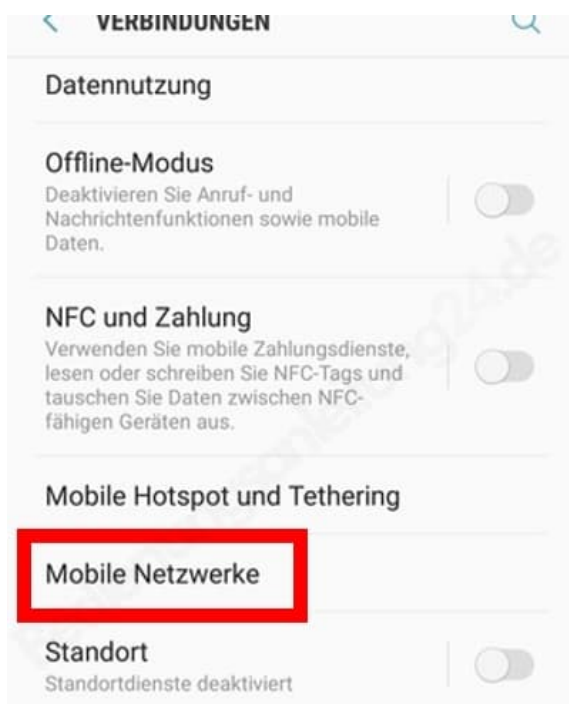 VERBINDUNGEN
Datennutzung
Offline-Modus
Deaktivieren Sie Anruf- und
Nachrichtenfunktionen sowie mobile
Daten.
NFC und Zahlung
Verwenden Sie mobile Zahlungsdienste,
lesen oder schreiben Sie NFC-Tags und
tauschen Sie Daten zwischen NFC-
fähigen Geräten aus.
Mobile Hotspot und Tethering
Mobile Netzwerke
Standort
Standortdienste deaktiviert
Bedienungsanleitung24.de